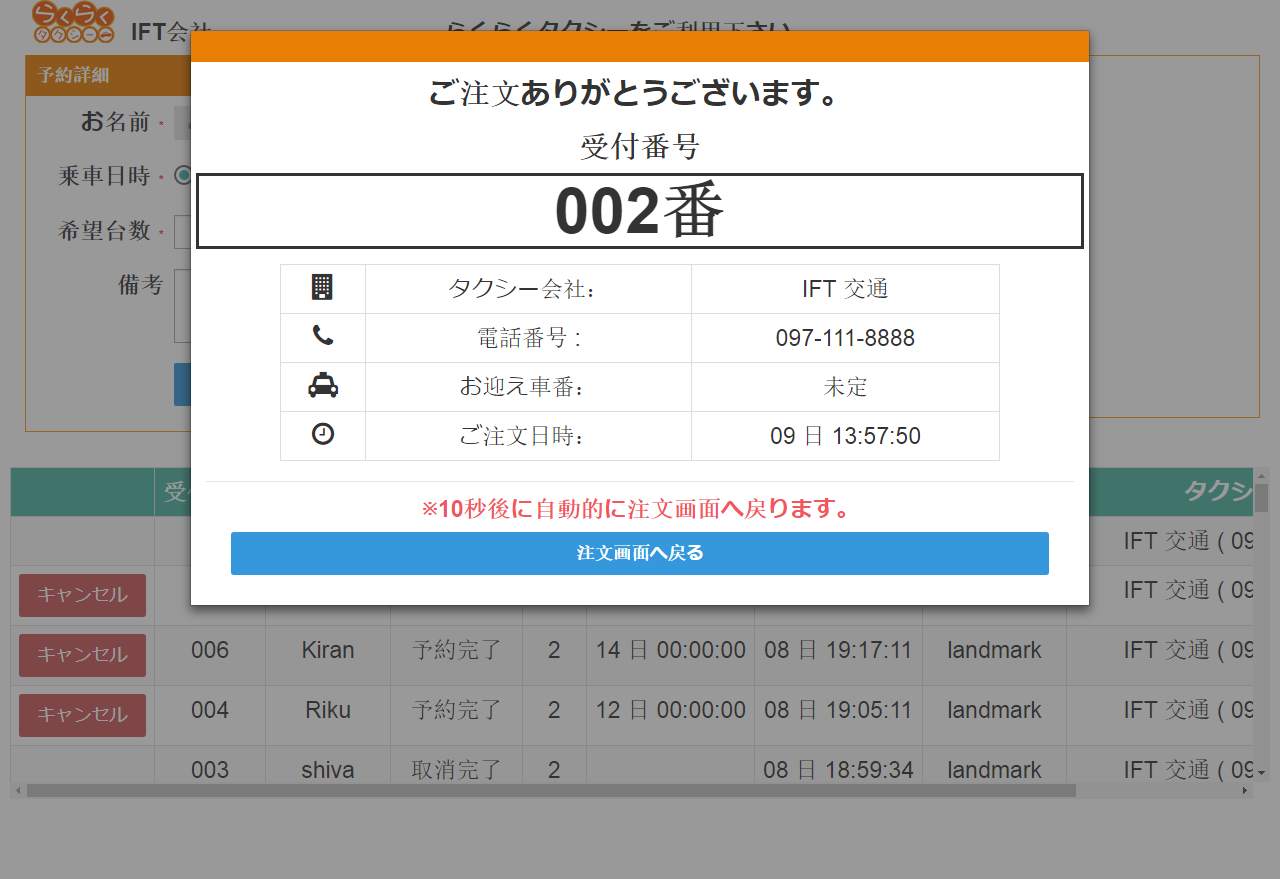 らくらく
タクシー
IFT会社
らくらくタクシーをご利用下さい
予約詳細
お名前 *
乗車日時 *
希望台数 *
備考
ご注文ありがとうございます。
受付番号
002番
タクシー会社： IFT 交通
電話番号 : 097-111-8888
お迎え車番： 未定
ご注文日時： 09 日 13:57:50
※10秒後に自動的に注文画面へ戻ります。
注文画面へ戻る
受 タクシ
IFT 交通 ( 09
キャンセル IFT 交通 ( 09
キャンセル 006 Kiran 予約完了 2 14 日 00:00:00 08 日 19:17:11 landmark IFT 交通 ( 09
キャンセル 004 Riku 予約完了 2 12 日 00:00:00 08 日 19:05:11 landmark IFT 交通 ( 09
003 shiva 取消完了 2 08 日 18:59:34 landmark IFT 交通 ( 09